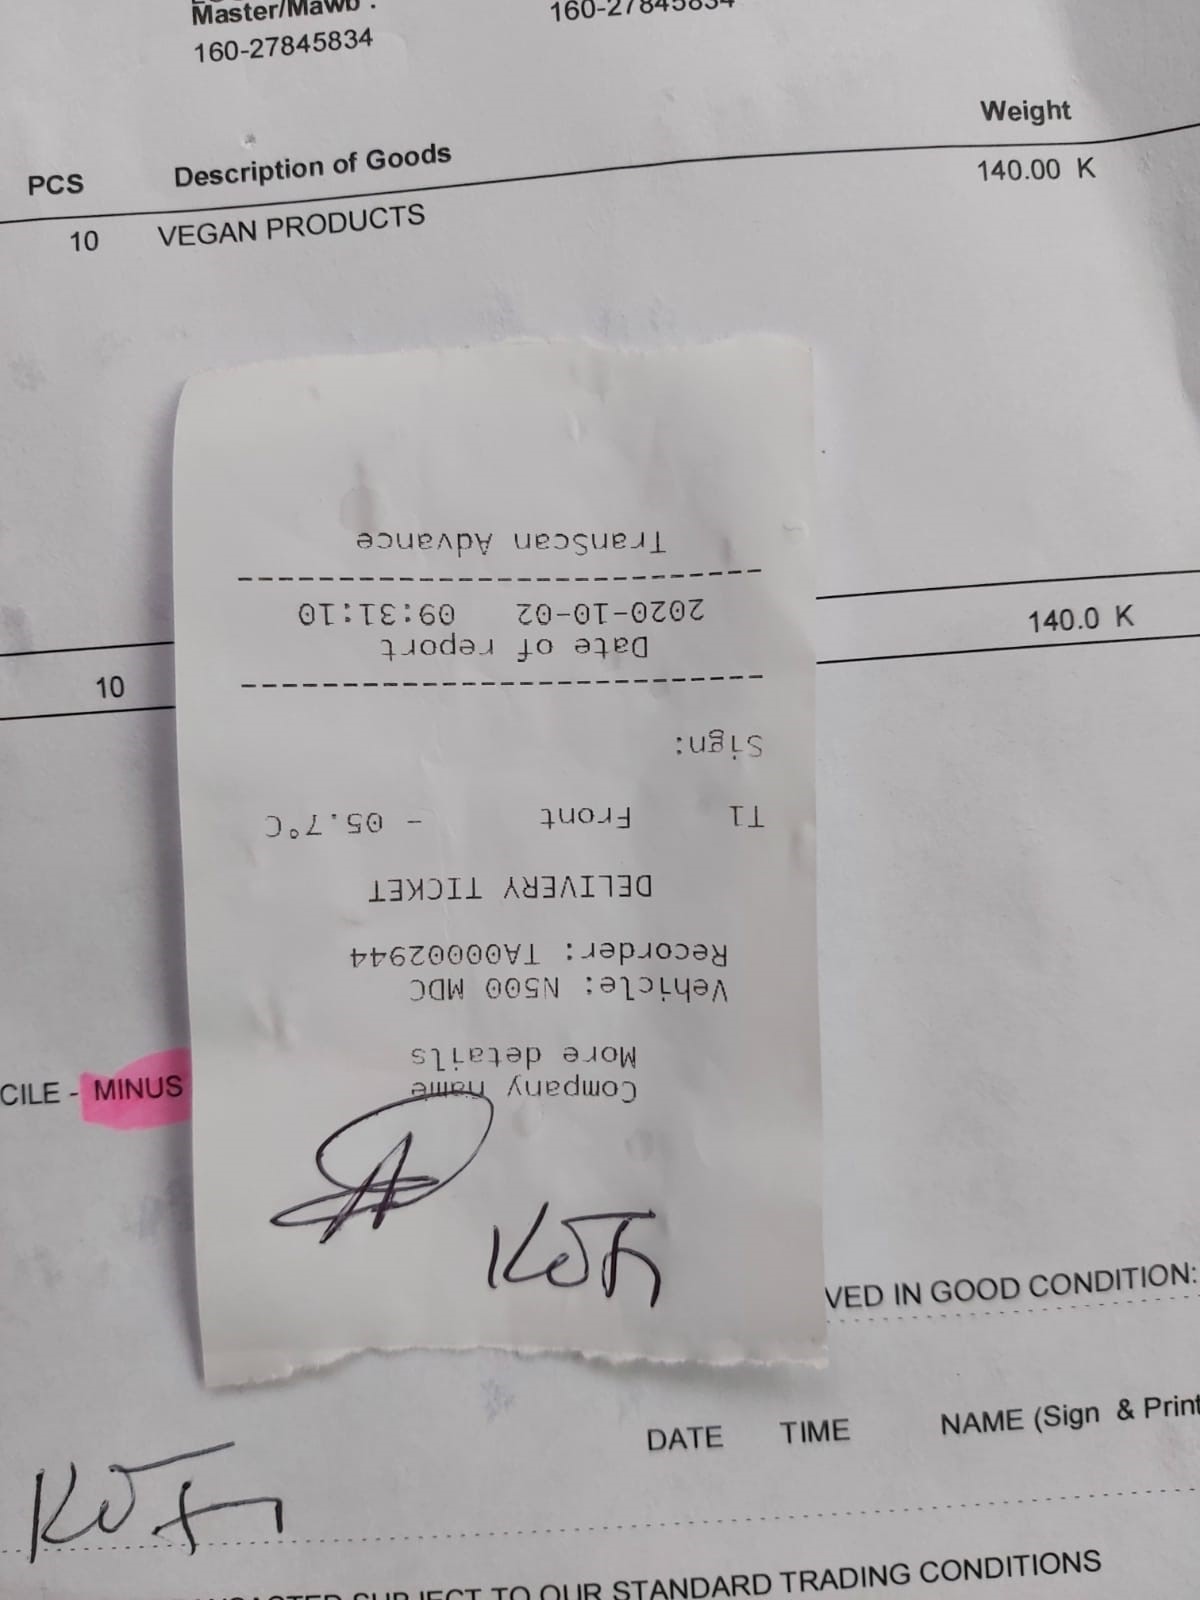 Master/Mawb :
160-27845834
160-27845834
PCS Description of Goods Weight
10 VEGAN PRODUCTS 140.00 K
10 140.0 K
CILE - MINUS
VED IN GOOD CONDITION:
DATE TIME NAME (Sign & Print
SUBJECT TO OUR STANDARD TRADING CONDITIONS
Company name
More details
Vehicle: N500 MDC
Recorder: TA00002944
DELIVERY TICKET
T1 Front - 05.7°C
Sign:
---------------------------
Date of report
2020-10-02 09:31:10
---------------------------
TranScan Advance